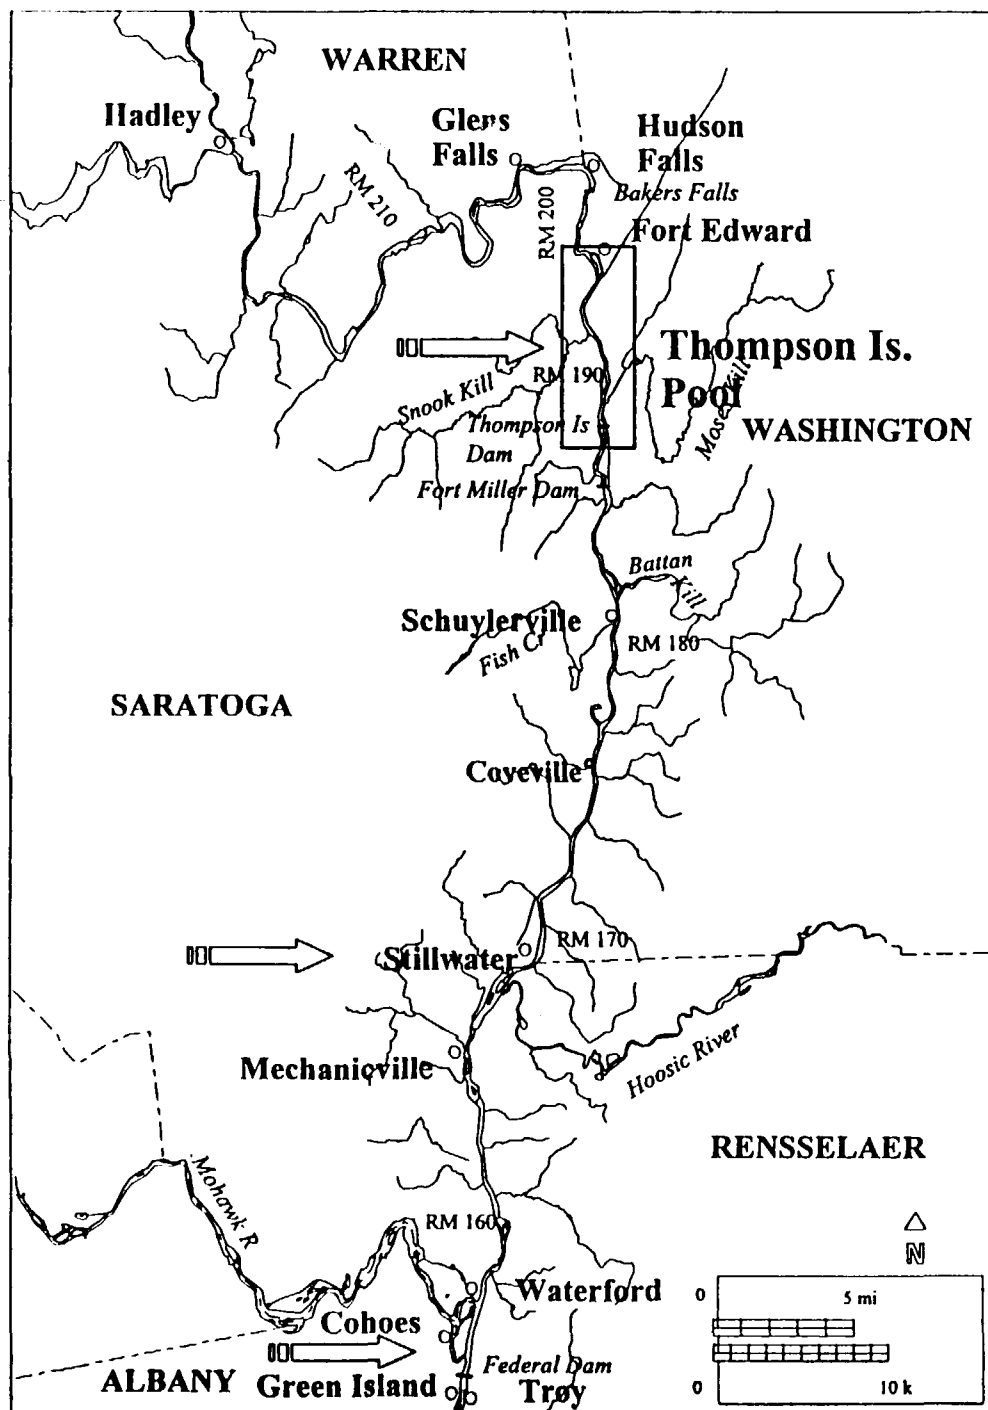 WARREN
Hadley
Glens
Falls
Hudson
Falls
Bakers Falls
RM 210
RM 200
Fort Edward
Thompson Is.
Pool
Snook Kill
RM 190
Moses Kill
WASHINGTON
Thompson Is
Dam
Fort Miller Dam
Battan
Kill
Schuylerville
Fish Cr
RM 180
SARATOGA
Coveville
RM 170
Stillwater
Mechanicville
Hoosic River
RENSSELAER
Mohawk R
RM 160
N
Waterford
0
5 mi
Cohoes
Federal Dam
ALBANY
Green Island
Troy
0
10 k